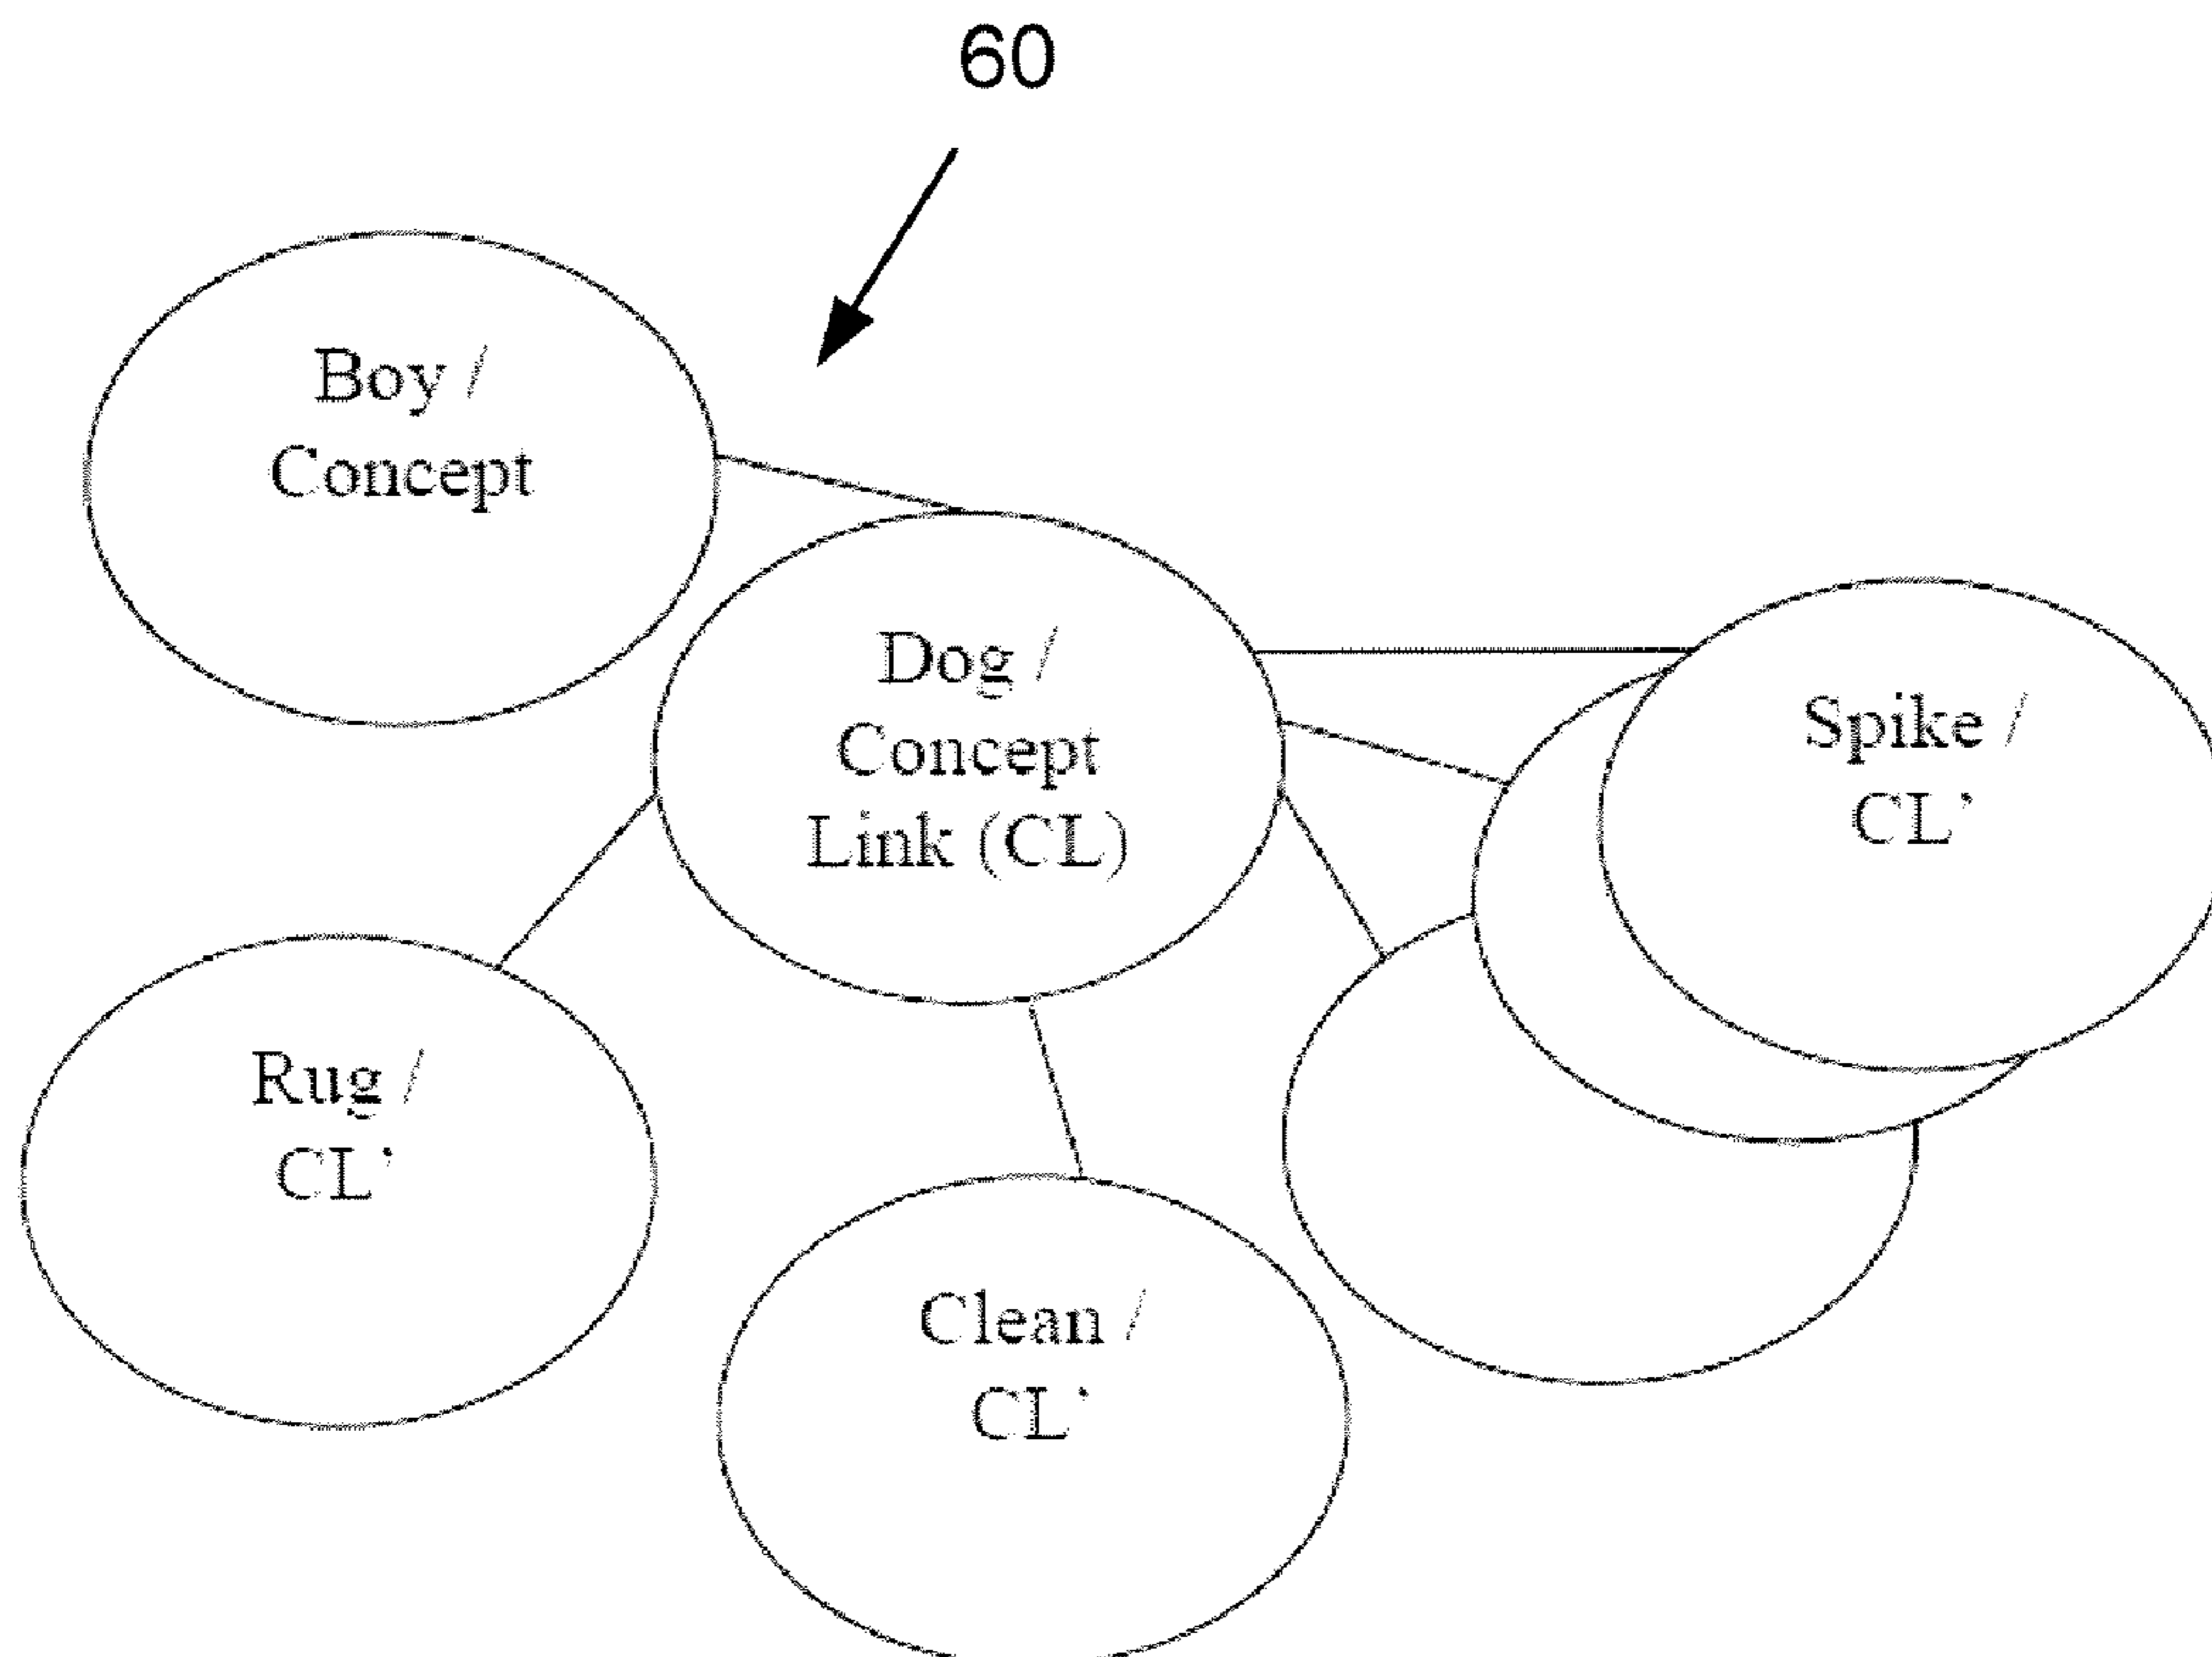 60
Boy /
Concept
Dog /
Concept
Link (CL)
Spike /
CL’
Rug /
CL’
Clean /
CL’